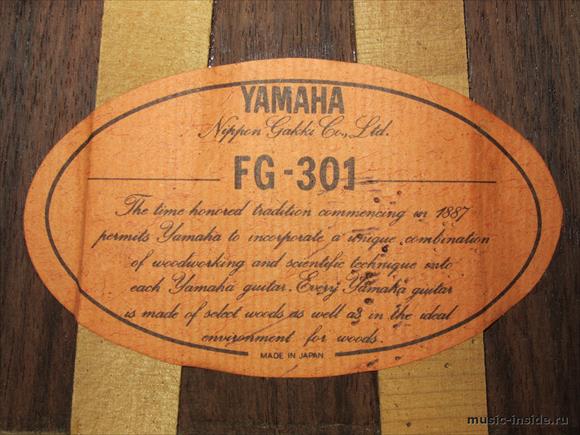 YAMAHA
Nippon Gakki Co., Ltd.
FG-301
The time honored tradition commencing in 1887
permits Yamaha to incorporate a unique combination
of woodworking and scientific technique into
each Yamaha guitar. Every Yamaha guitar
is made of select woods as well as in the ideal
environment for woods.
MADE IN JAPAN
music-inside.ru